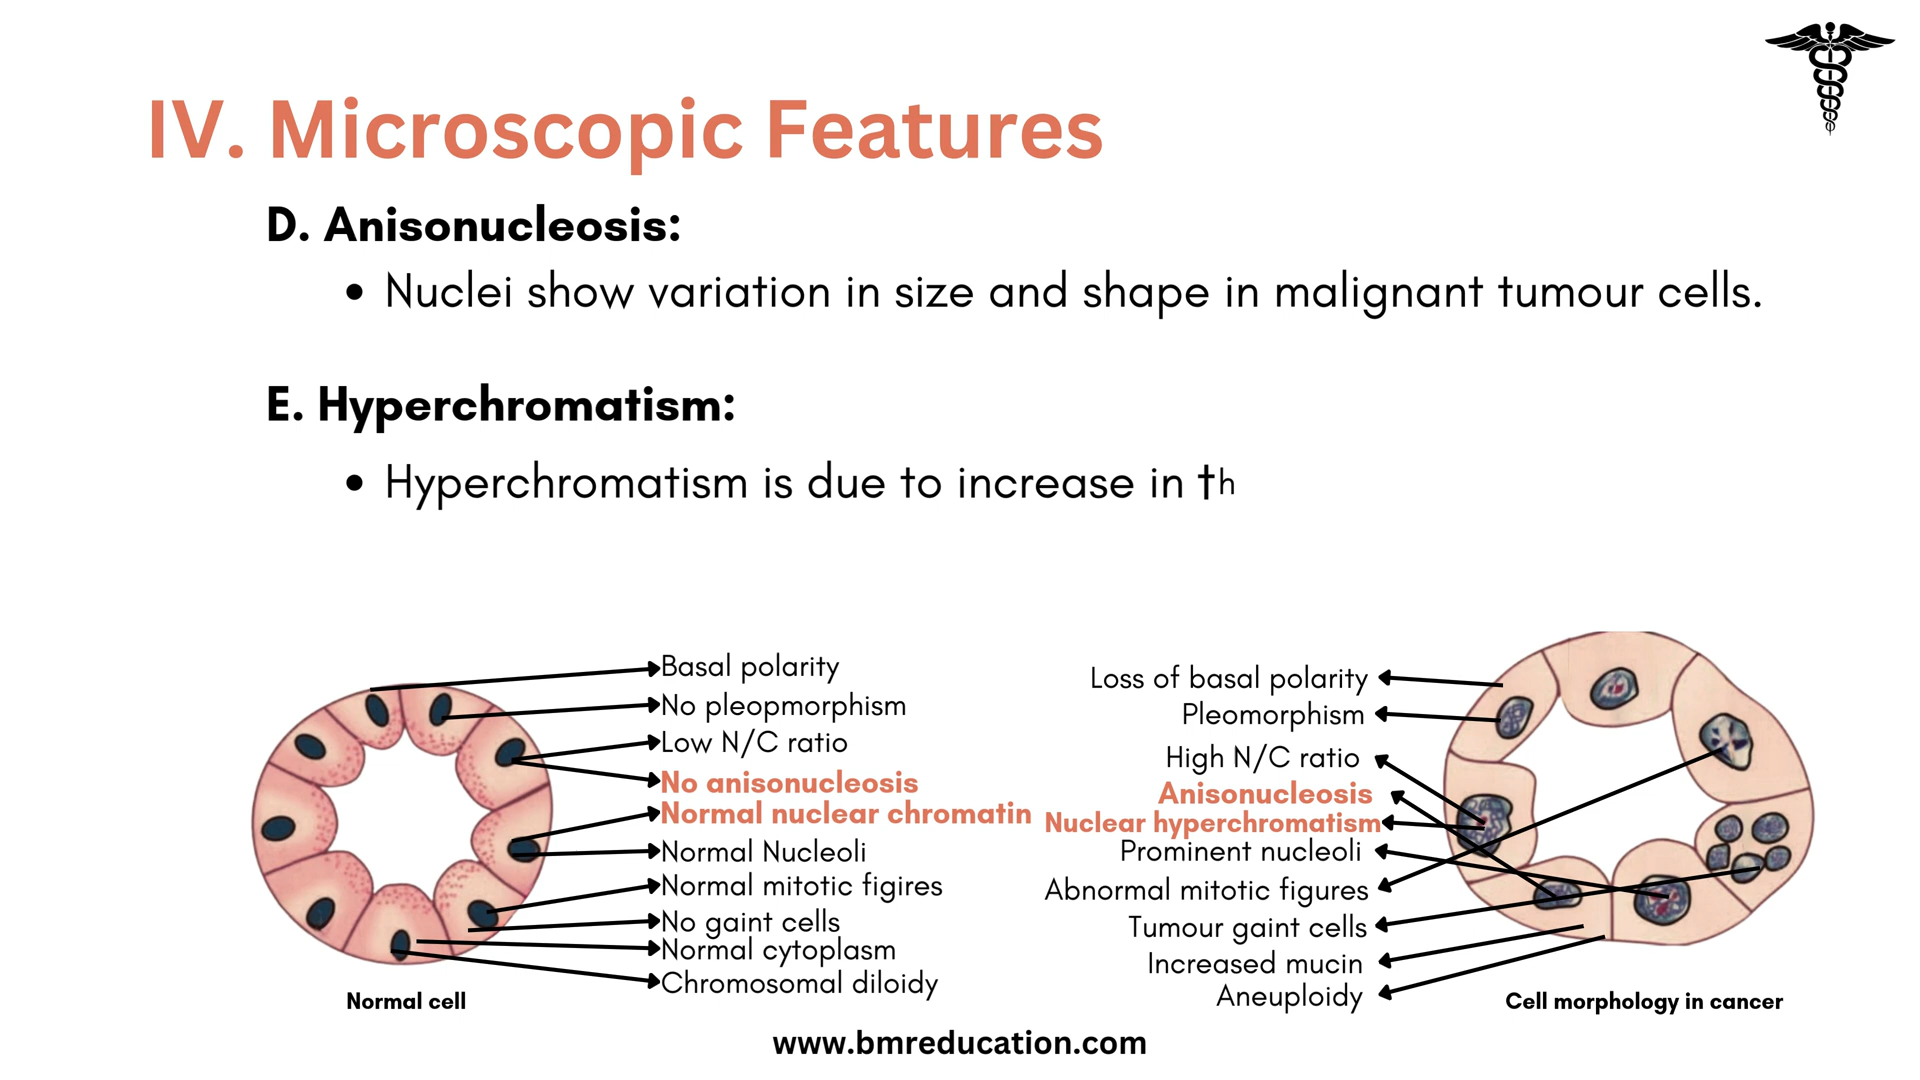 IV. Microscopic Features
D. Anisonucleosis:
• Nuclei show variation in size and shape in malignant tumour cells.
E. Hyperchromatism:
• Hyperchromatism is due to increase in th
Basal polarity
No pleopmorphism
Low N/C ratio
No anisonucleosis
Normal nuclear chromatin
Normal Nucleoli
Normal mitotic figires
No gaint cells
Normal cytoplasm
Chromosomal diloidy
Normal cell
Loss of basal polarity
Pleomorphism
High N/C ratio
Anisonucleosis
Nuclear hyperchromatism
Prominent nucleoli
Abnormal mitotic figures
Tumour gaint cells
Increased mucin
Aneuploidy
Cell morphology in cancer
www.bmreducation.com